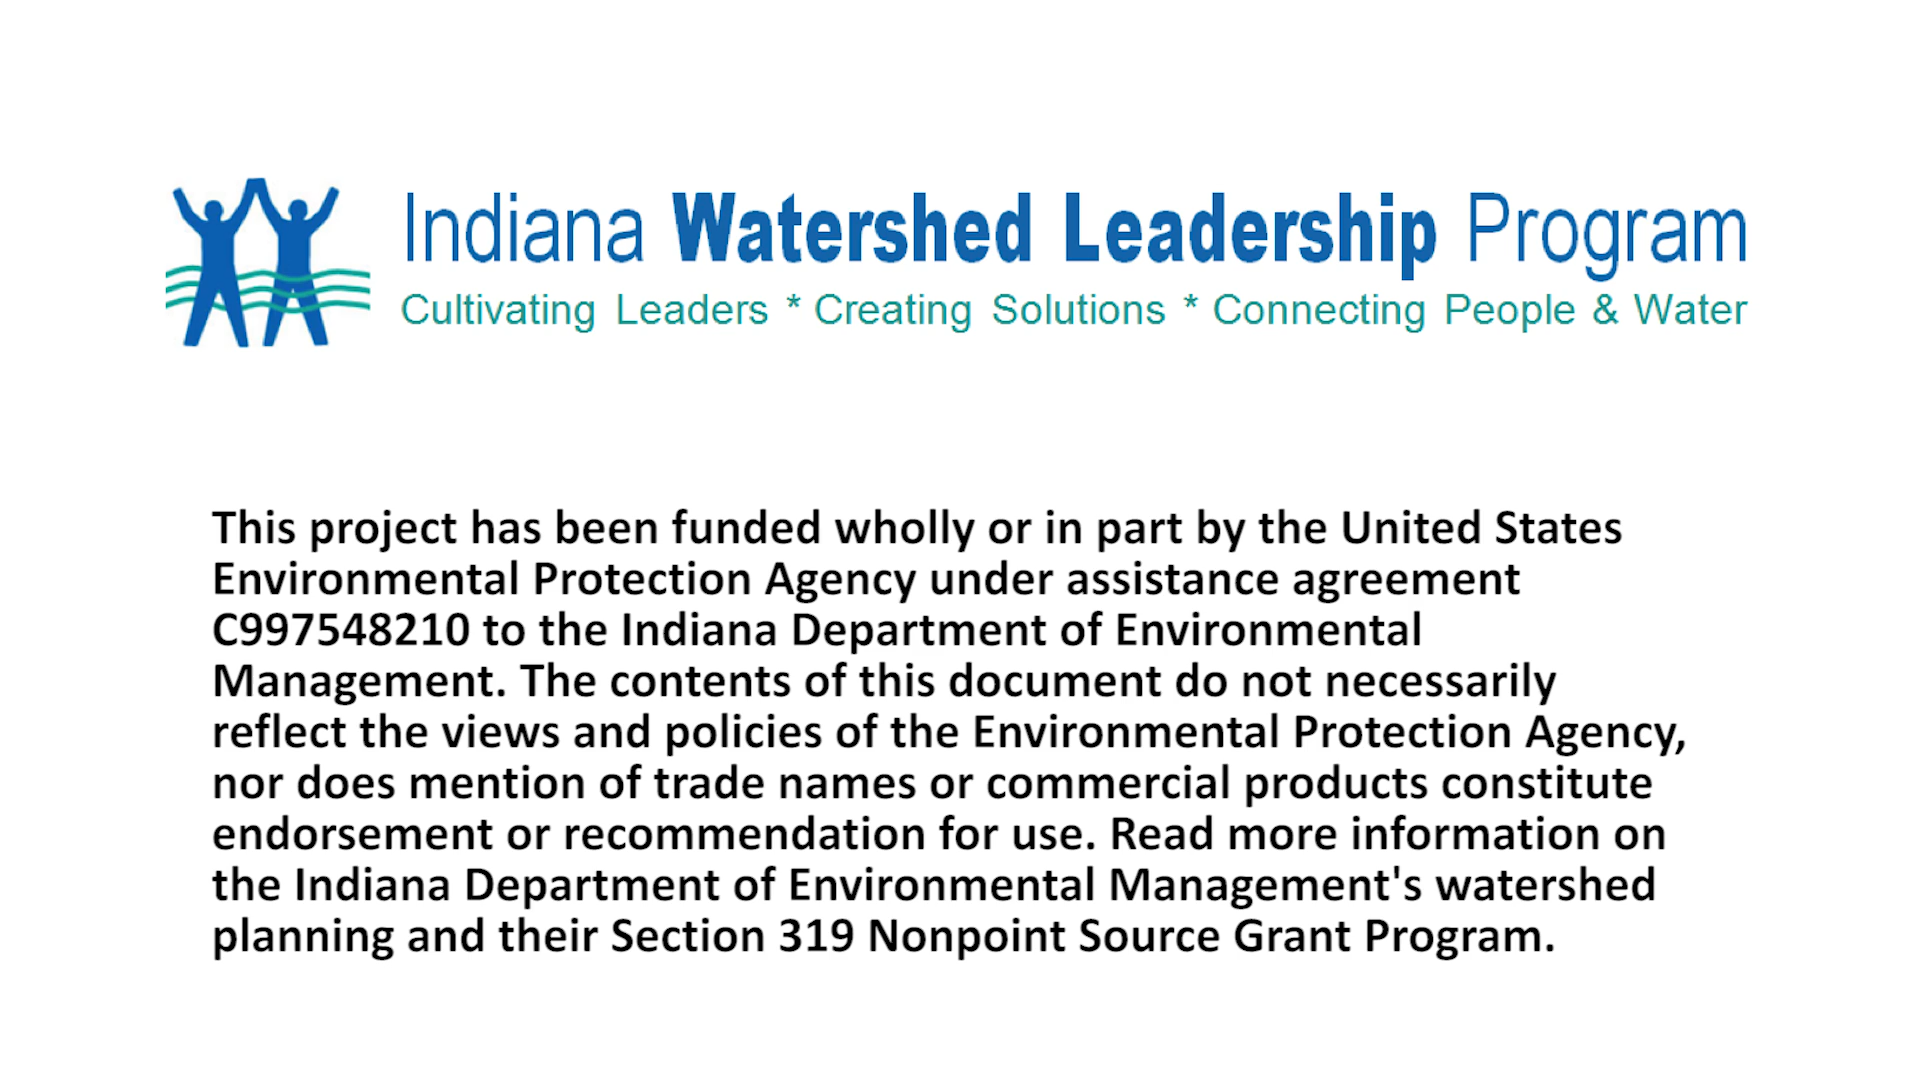 Indiana Watershed Leadership Program
Cultivating Leaders * Creating Solutions * Connecting People & Water
This project has been funded wholly or in part by the United States
Environmental Protection Agency under assistance agreement
C997548210 to the Indiana Department of Environmental
Management. The contents of this document do not necessarily
reflect the views and policies of the Environmental Protection Agency,
nor does mention of trade names or commercial products constitute
endorsement or recommendation for use. Read more information on
the Indiana Department of Environmental Management's watershed
planning and their Section 319 Nonpoint Source Grant Program.